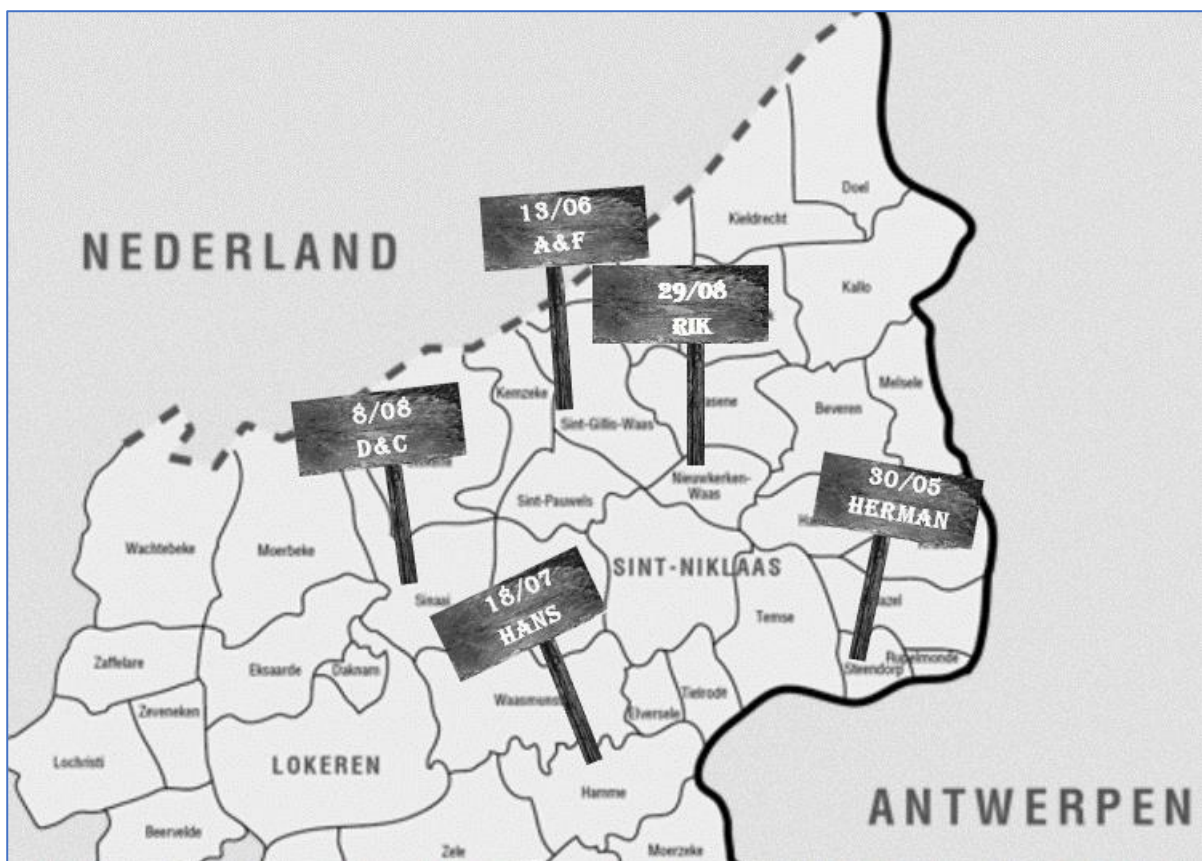 Doel
13/06
A&F
Kieldrecht
NEDERLAND
29/08
RIK
Kallo
Melsele
Kemzeke
8/08
D&C
Beveren
Sint-Gillis-Waas
30/05
HERMAN
Nieuwkerken-
Waas
Sint-Pauwels
Wachtebeke
Moerbeke
SINT-NIKLAAS
18/07
HANS
Sinaai
Temse
Zaffelare
Eksaarde
Daknam
Rupelmonde
Steendorp
Tielrode
Elversele
Zeveneken
Lochristi
LOKEREN
Hamme
ANTWERPEN
Beervelde
Zele
Moerzeke